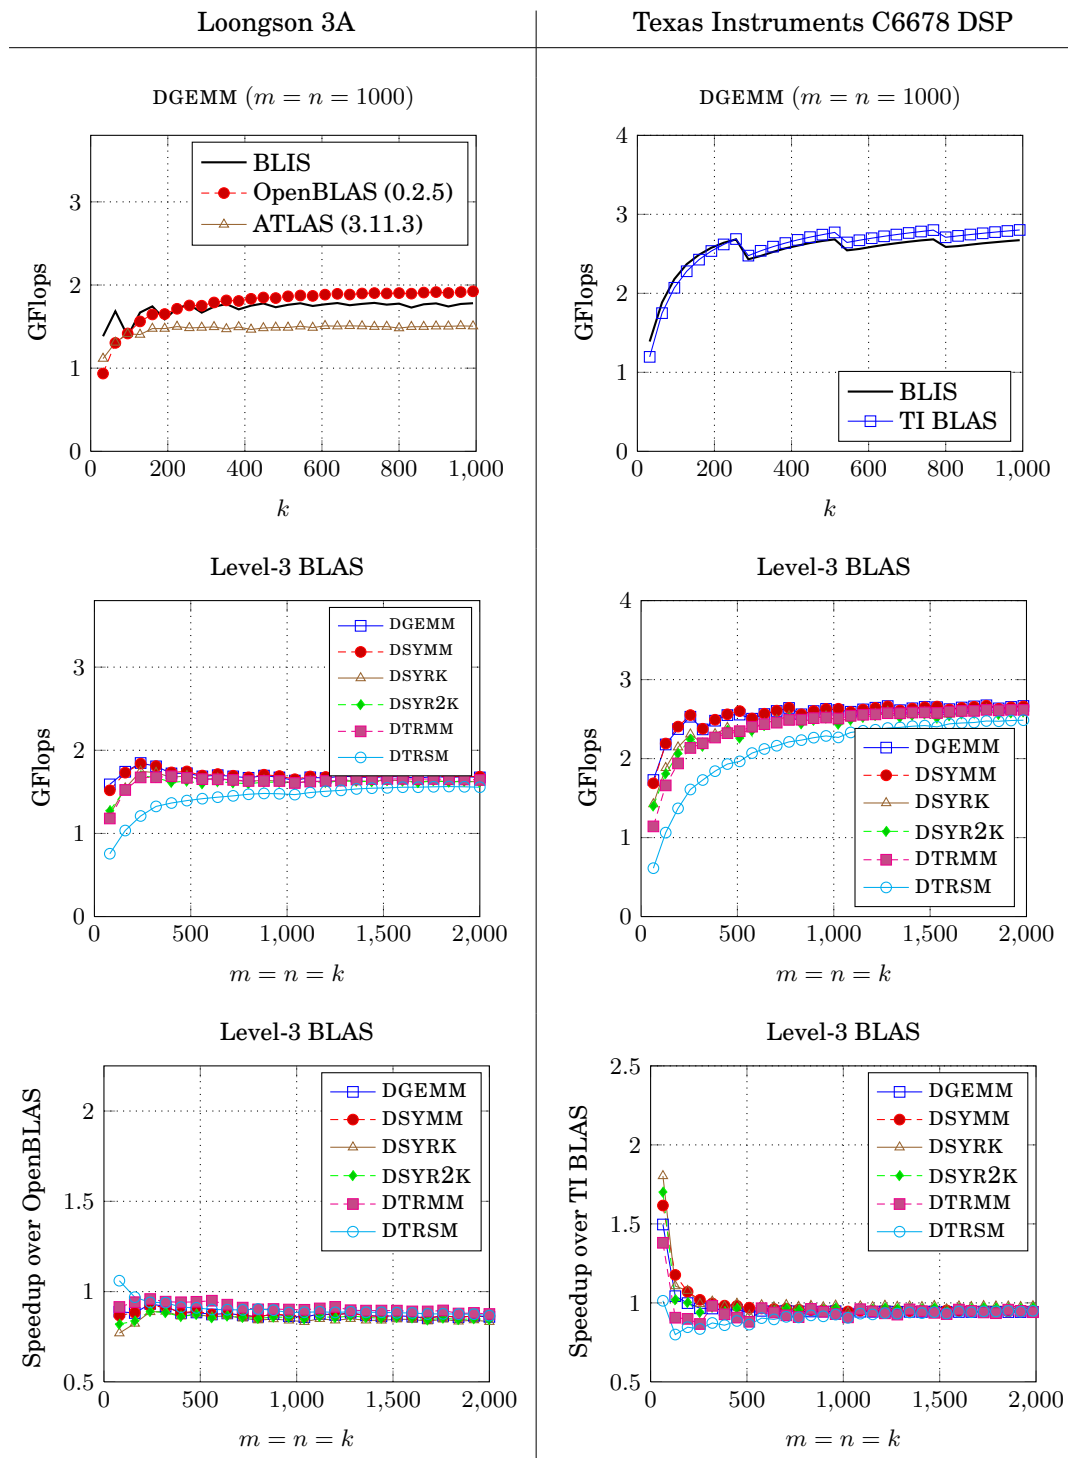 Loongson 3A
Texas Instruments C6678 DSP
DGEMM (m = n = 1000)
3
2
1
0
GFlops
BLIS
OpenBLAS (0.2.5)
ATLAS (3.11.3)
0 200 400 600 800 1,000
k
DGEMM (m = n = 1000)
4
3
2
1
0
GFlops
BLIS
TI BLAS
0 200 400 600 800 1,000
k
Level-3 BLAS
3
2
1
0
GFlops
DGEMM
DSYMM
DSYRK
DSYR2K
DTRMM
DTRSM
0 500 1,000 1,500 2,000
m = n = k
Level-3 BLAS
4
3
2
1
0
GFlops
DGEMM
DSYMM
DSYRK
DSYR2K
DTRMM
DTRSM
0 500 1,000 1,500 2,000
m = n = k
Level-3 BLAS
2
1.5
1
0.5
Speedup over OpenBLAS
DGEMM
DSYMM
DSYRK
DSYR2K
DTRMM
DTRSM
0 500 1,000 1,500 2,000
m = n = k
Level-3 BLAS
2.5
2
1.5
1
0.5
Speedup over TI BLAS
DGEMM
DSYMM
DSYRK
DSYR2K
DTRMM
DTRSM
0 500 1,000 1,500 2,000
m = n = k